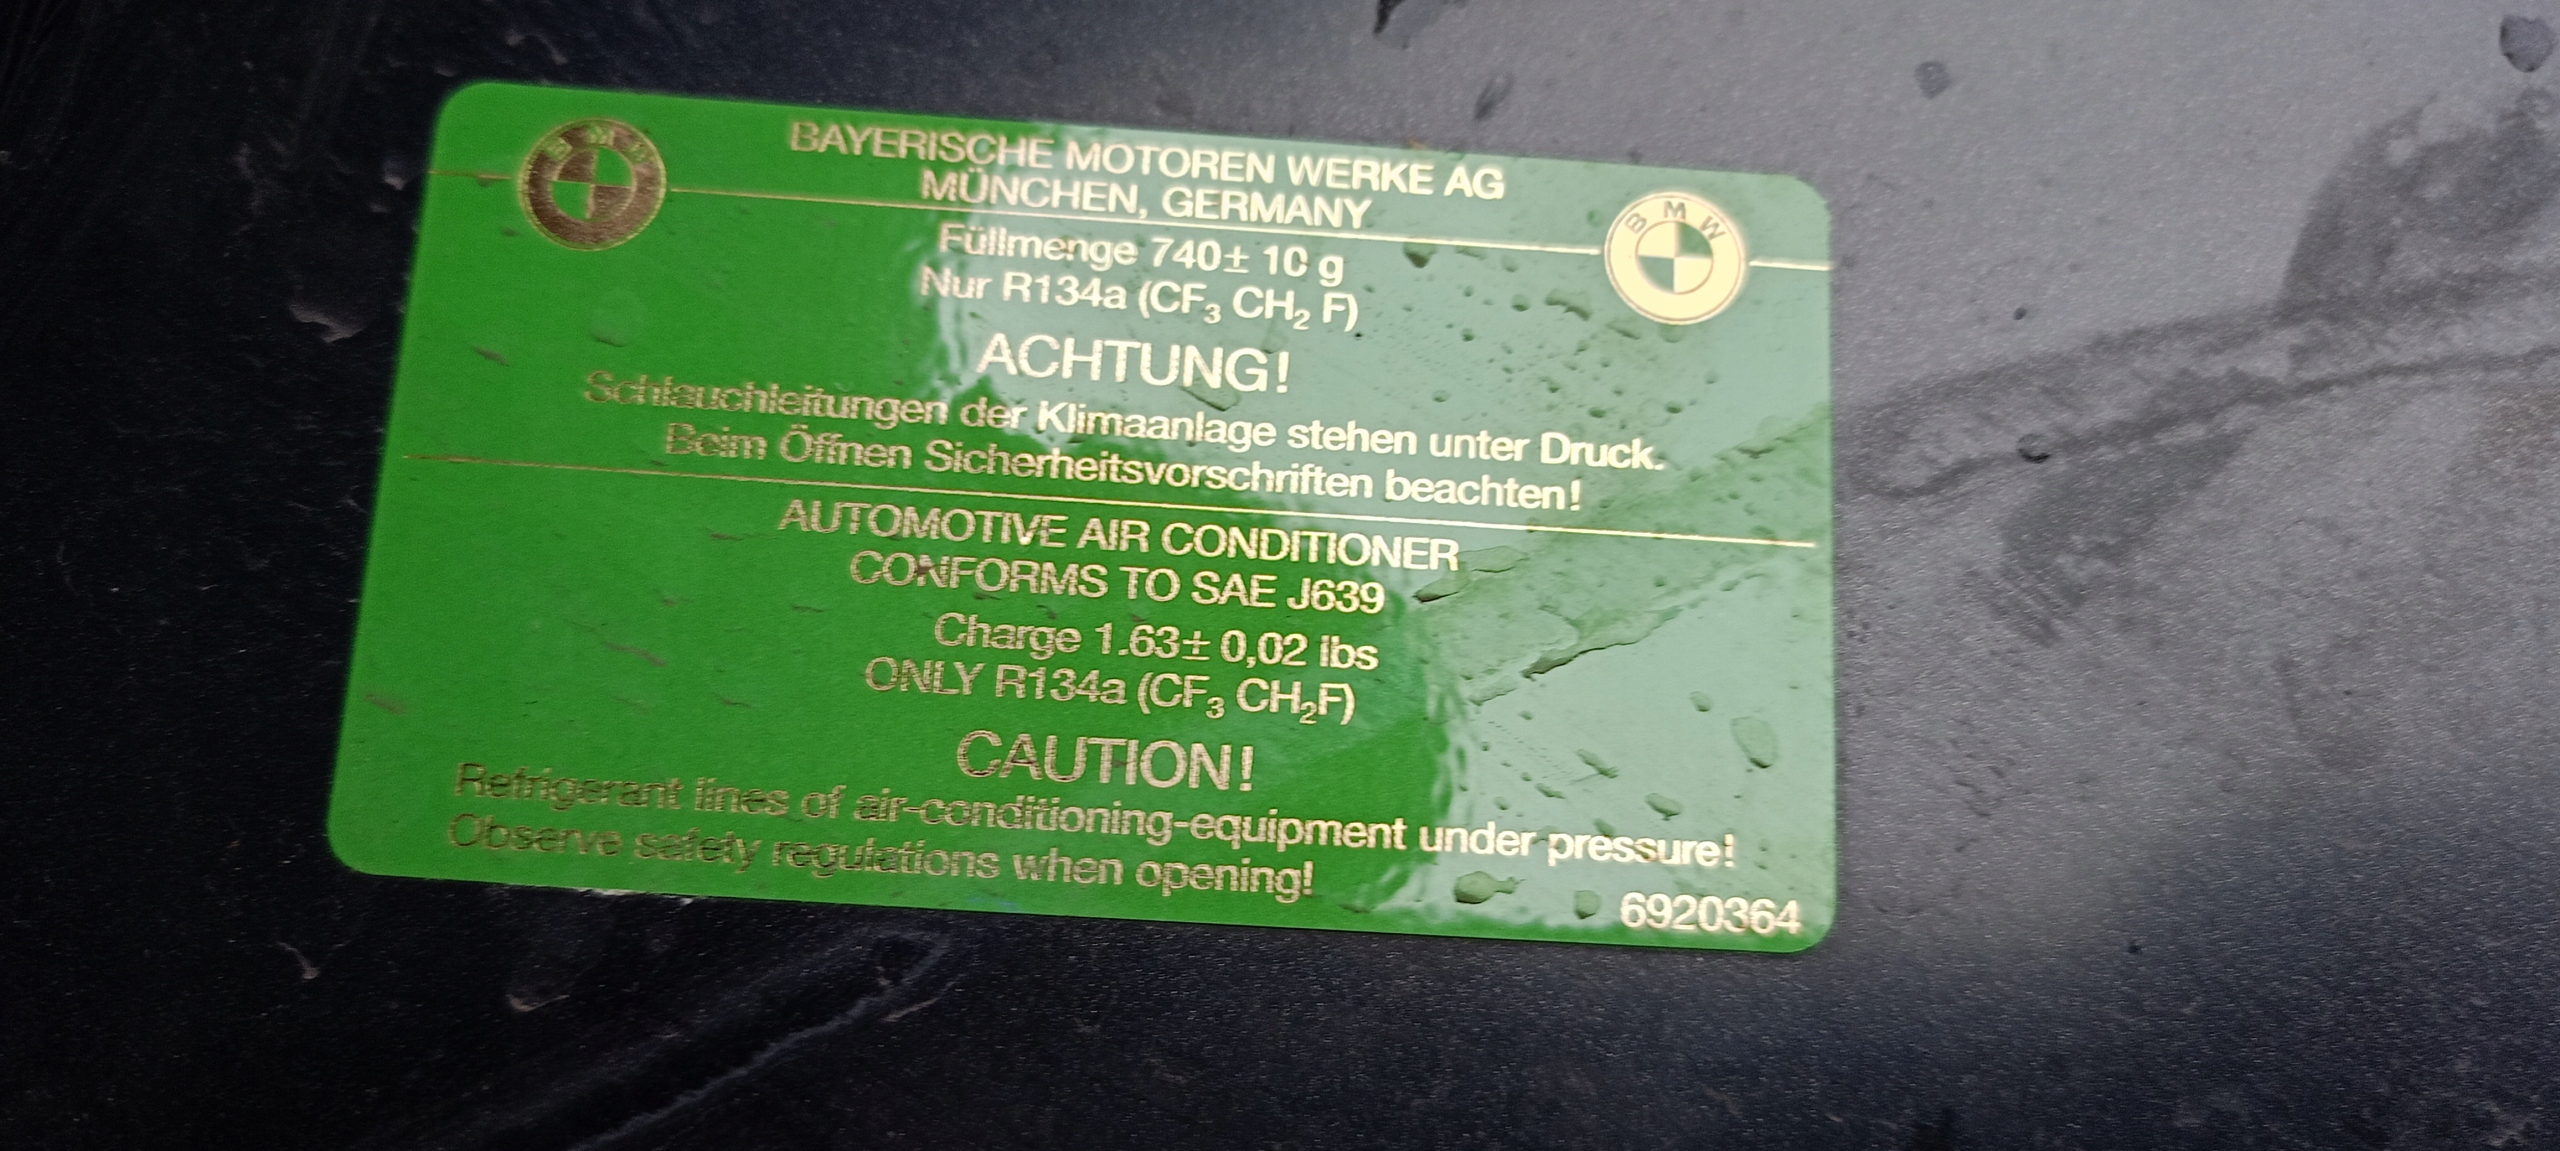 BMW
BAYERISCHE MOTOREN WERKE AG
MÜNCHEN, GERMANY
BMW
Füllmenge 740± 10 g
Nur R134a (CF₃ CH₂ F)
ACHTUNG!
Schlauchleitungen der Klimaanlage stehen unter Druck.
Beim Öffnen Sicherheitsvorschriften beachten!
AUTOMOTIVE AIR CONDITIONER
CONFORMS TO SAE J639
Charge 1.63± 0,02 lbs
ONLY R134a (CF₃ CH₂F)
CAUTION!
Refrigerant lines of air-conditioning-equipment under pressure!
Observe safety regulations when opening!
6920364